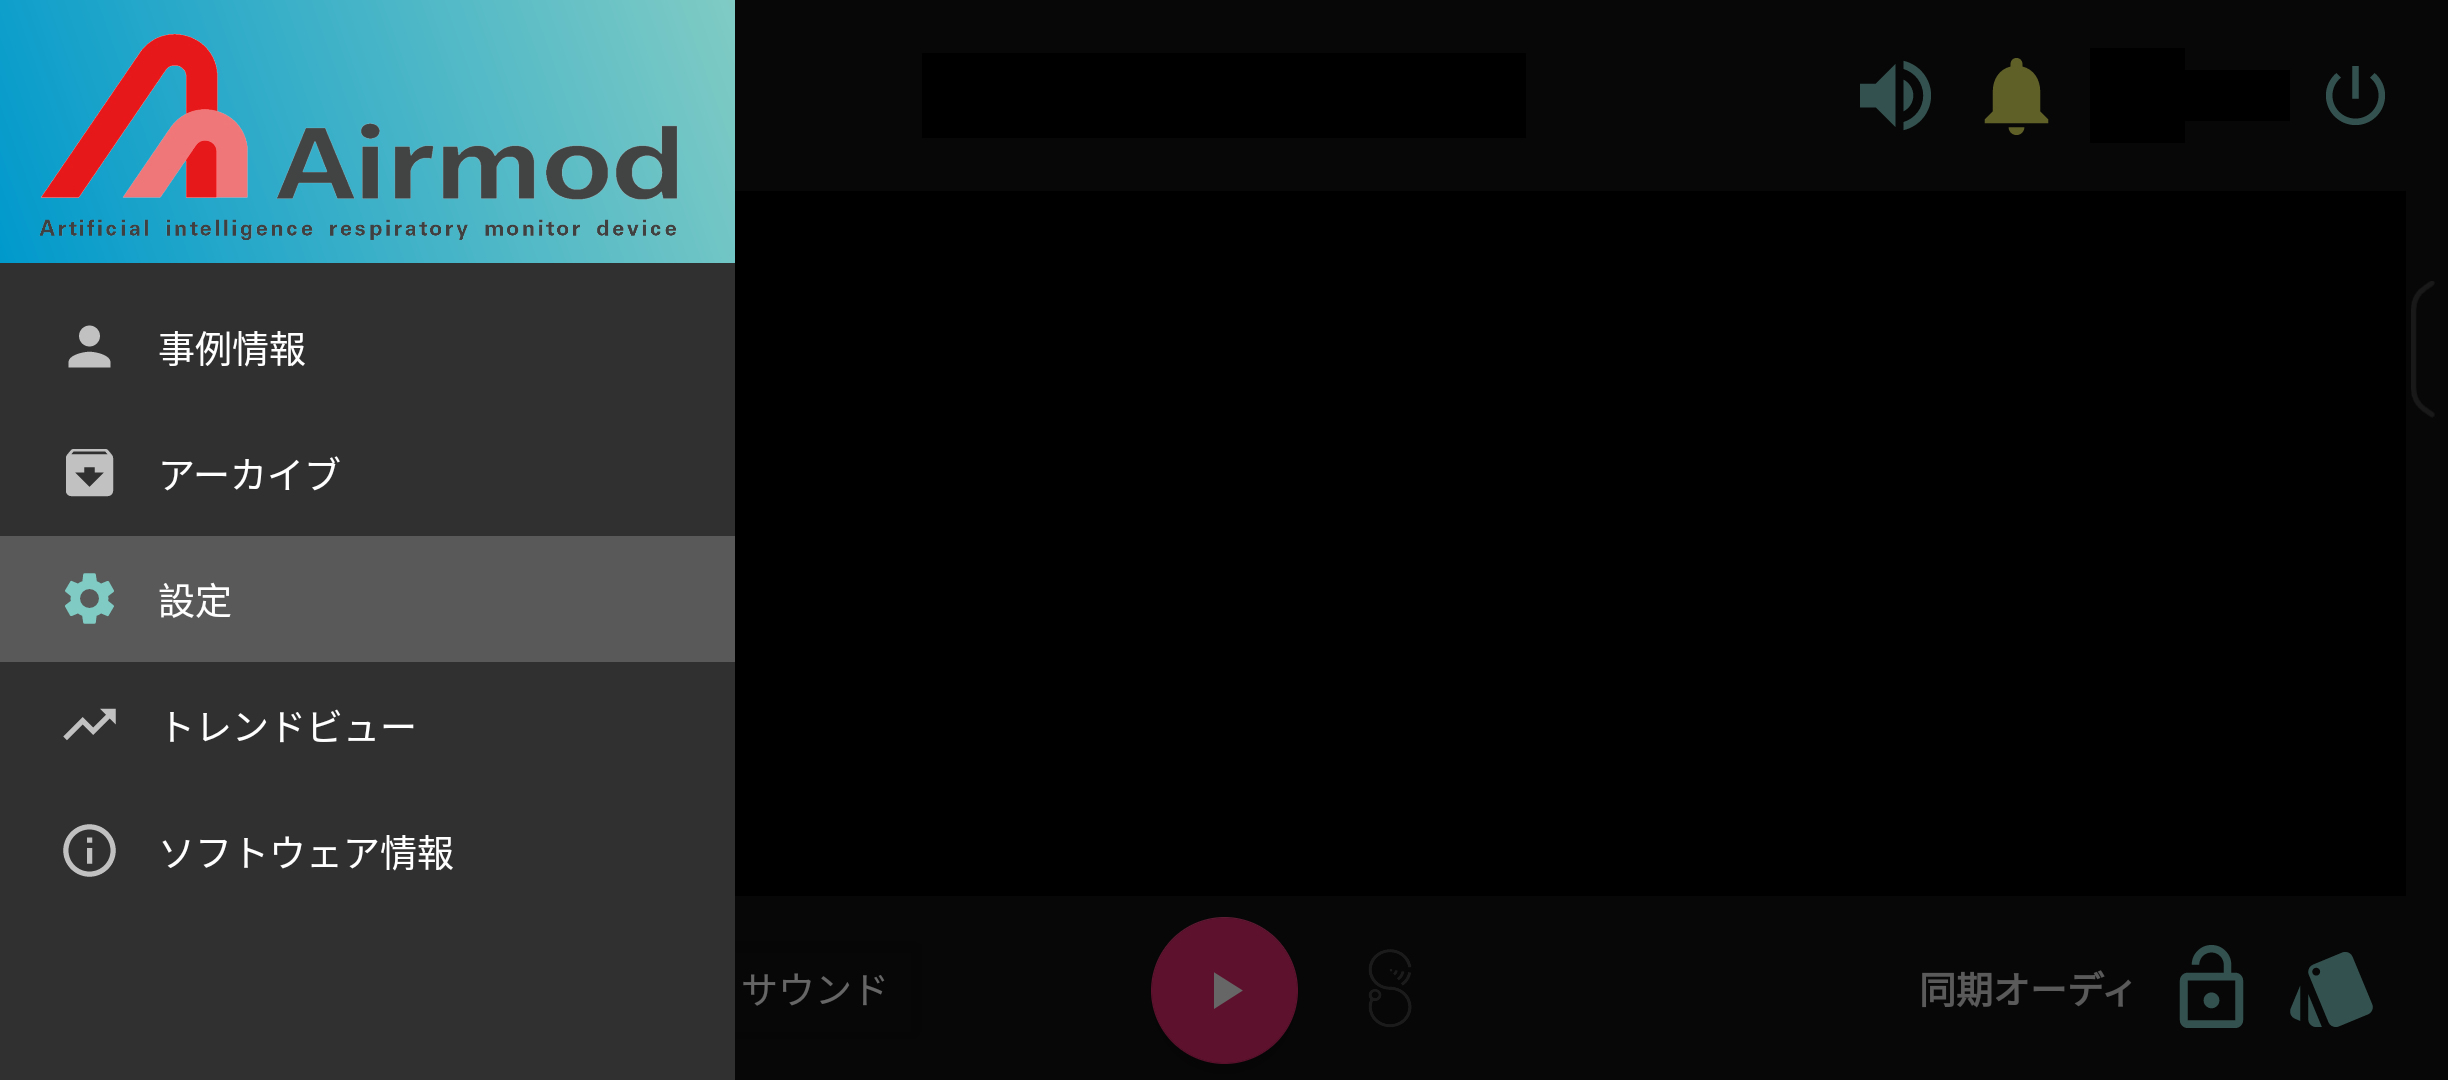 Airmod
Artificial intelligence respiratory monitor device
事例情報
アーカイブ
設定
トレンドビュー
ソフトウェア情報
サウンド
同期オーディ